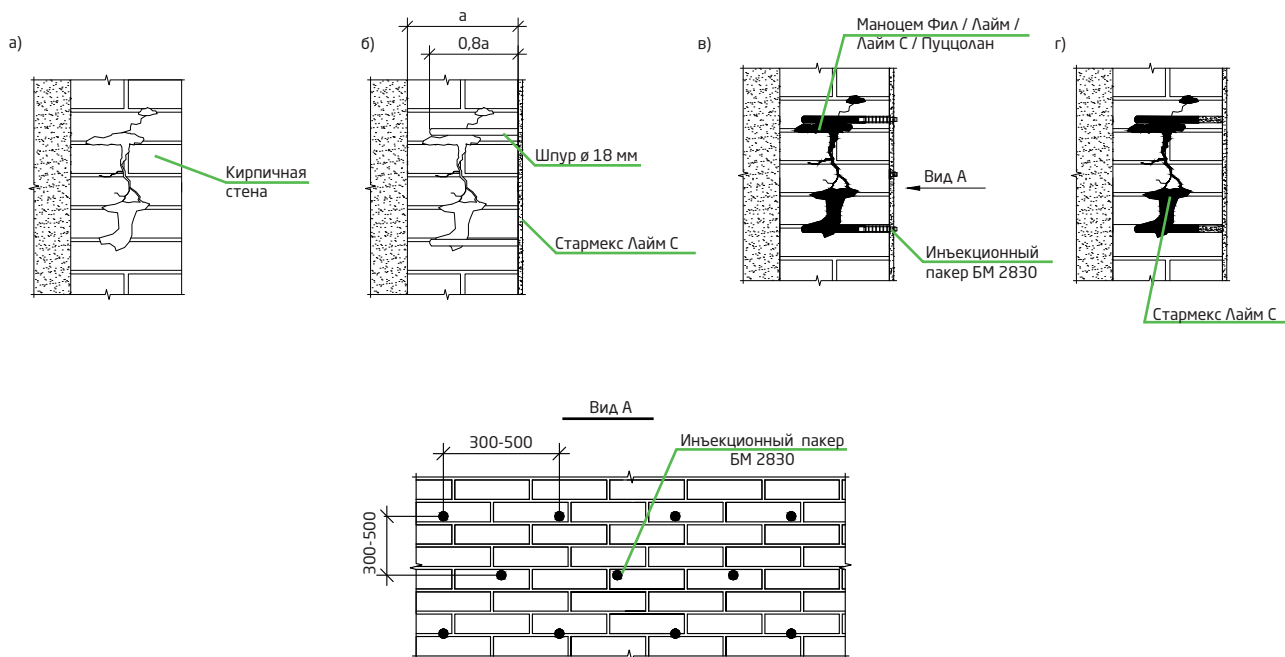 а)
б)
а
0,8а
в)
Маноцем Фил / Лайм /
Лайм С / Пуццолан
г)
Кирпичная
стена
Шпур ø 18 мм
Стармекс Лайм С
Вид А
Инъекционный
пакер БМ 2830
Стармекс Лайм С
Вид А
300-500
Инъекционный пакер
БМ 2830
300-500